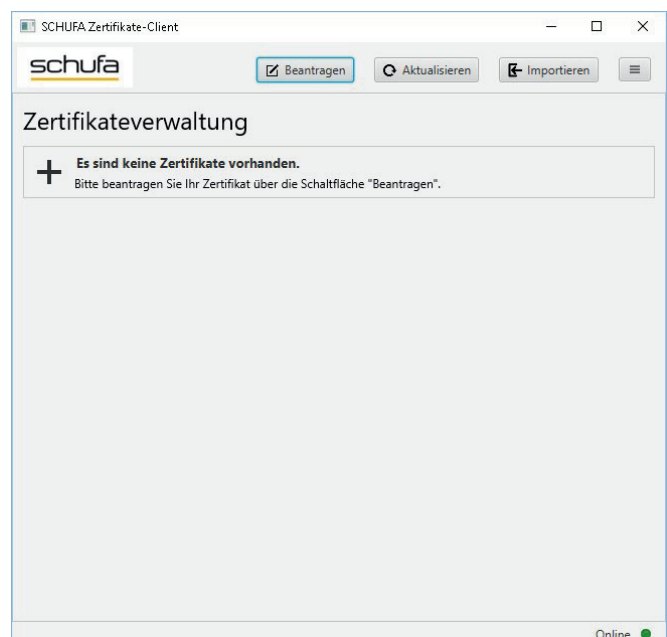 SCHUFA Zertifikate-Client
schufa
Beantragen
Aktualisieren
Importieren
Zertifikateverwaltung
Es sind keine Zertifikate vorhanden.
Bitte beantragen Sie Ihr Zertifikat über die Schaltfläche "Beantragen".
Online